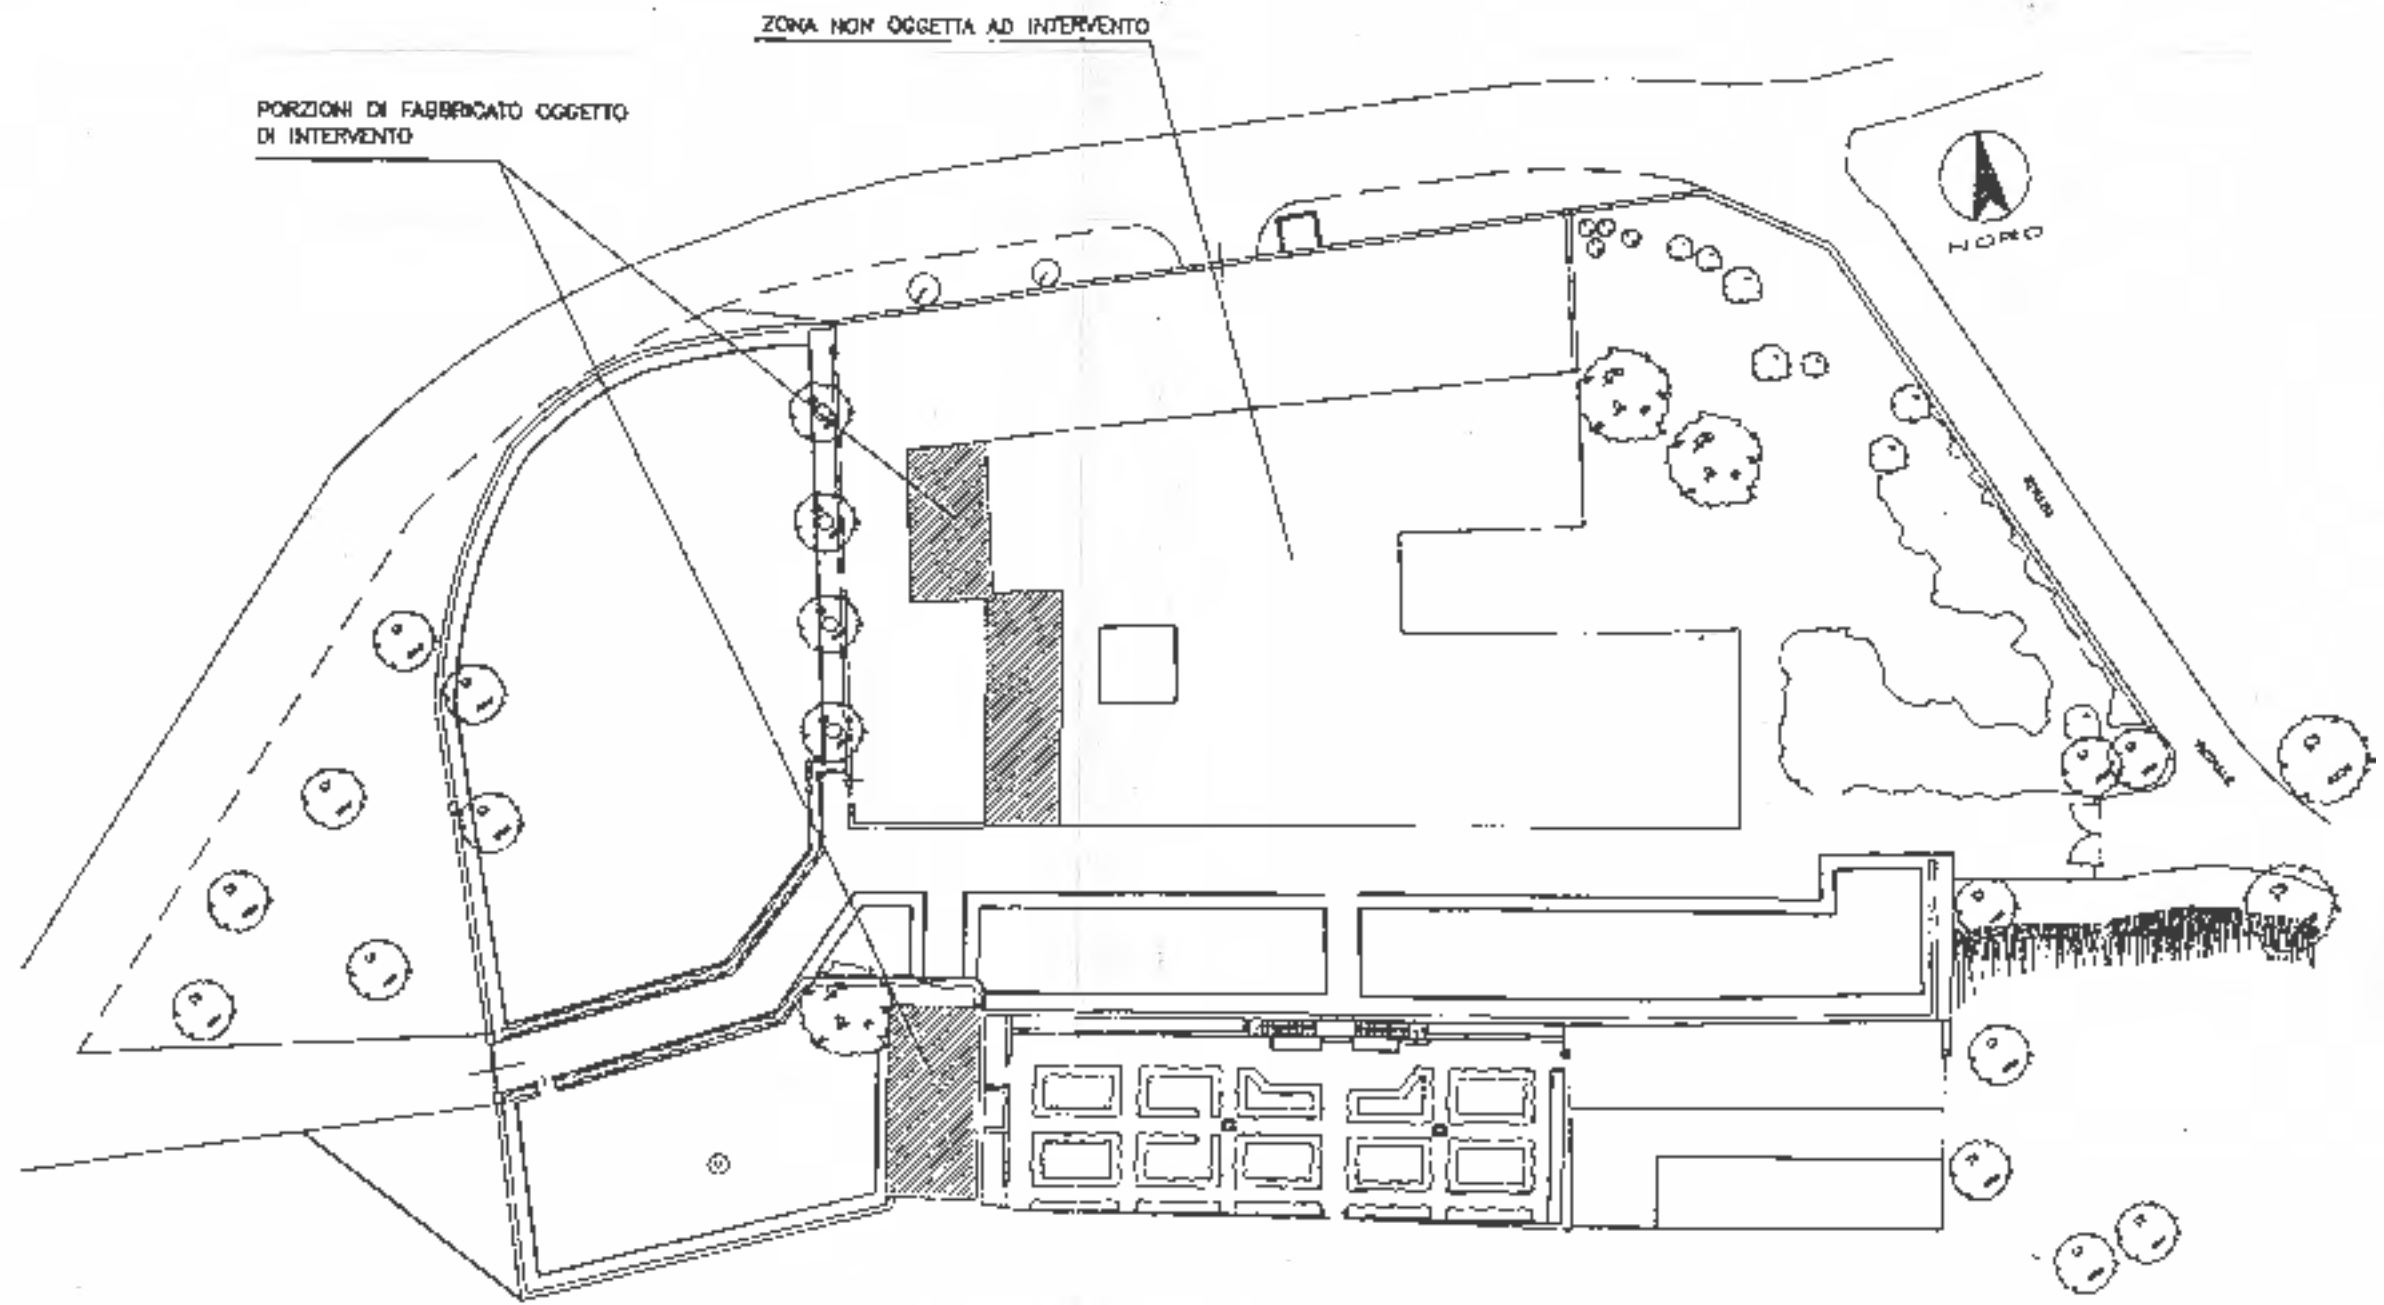 ZONA NON OGGETTA AD INTERVENTO
PORZIONI DI FABBRICATO OGGETTO
DI INTERVENTO
NORD